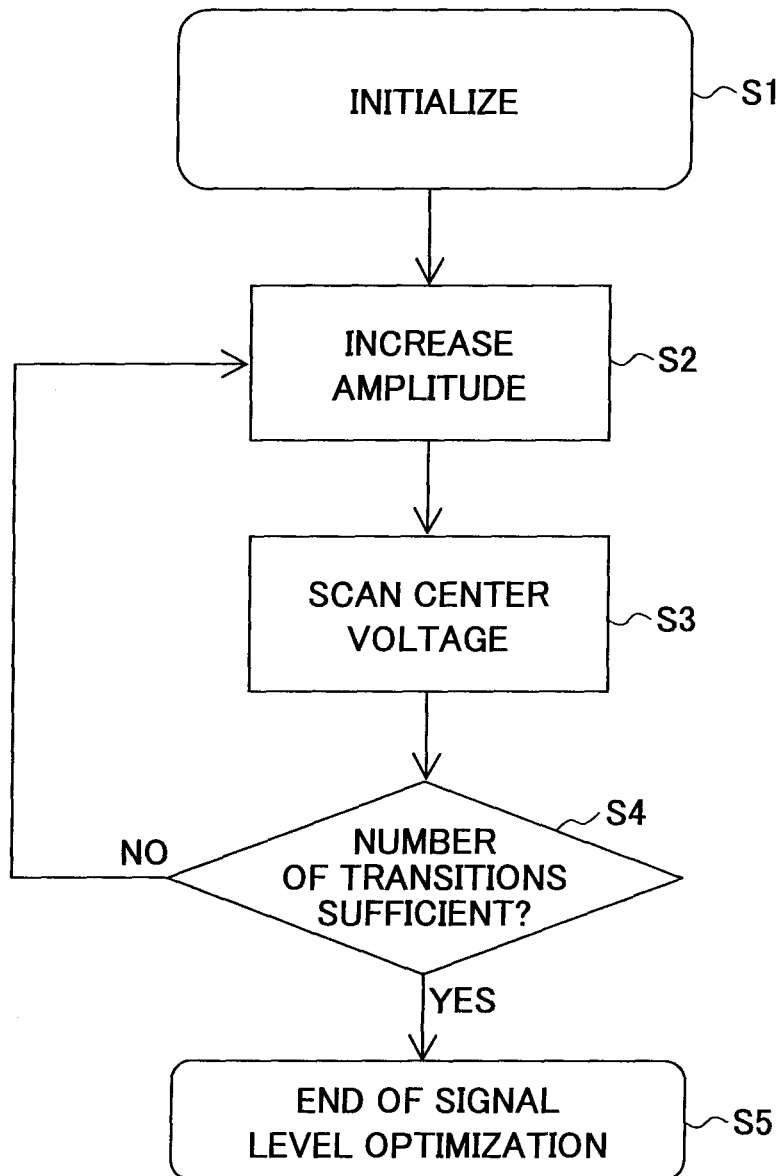 INITIALIZE
S1
INCREASE
AMPLITUDE
S2
SCAN CENTER
VOLTAGE
S3
S4
NUMBER
OF TRANSITIONS
SUFFICIENT?
NO
YES
END OF SIGNAL
LEVEL OPTIMIZATION
S5